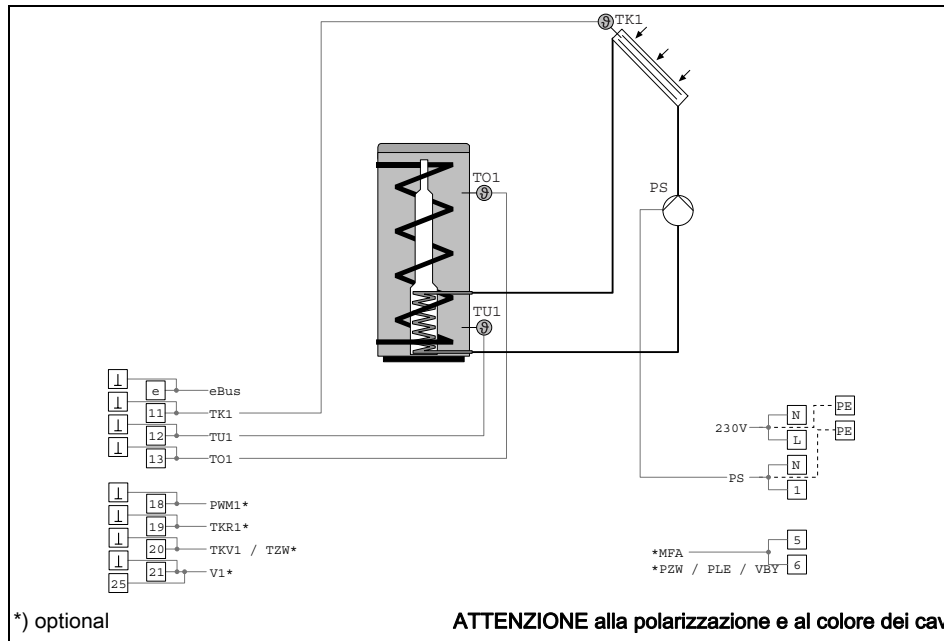 ϑ TK1
TO1
ϑ
PS
TU1
ϑ
⊥
e eBus
⊥
11 TK1
⊥
12 TU1
⊥
13 TO1
N PE
230V
L PE
N
PS
1
⊥
18 PWM1*
⊥
19 TKR1*
⊥
20 TKV1 / TZW*
⊥
21 V1*
25
5
*MFA
*PZW / PLE / VBY 6
*) optional
ATTENZIONE alla polarizzazione e al colore dei cav